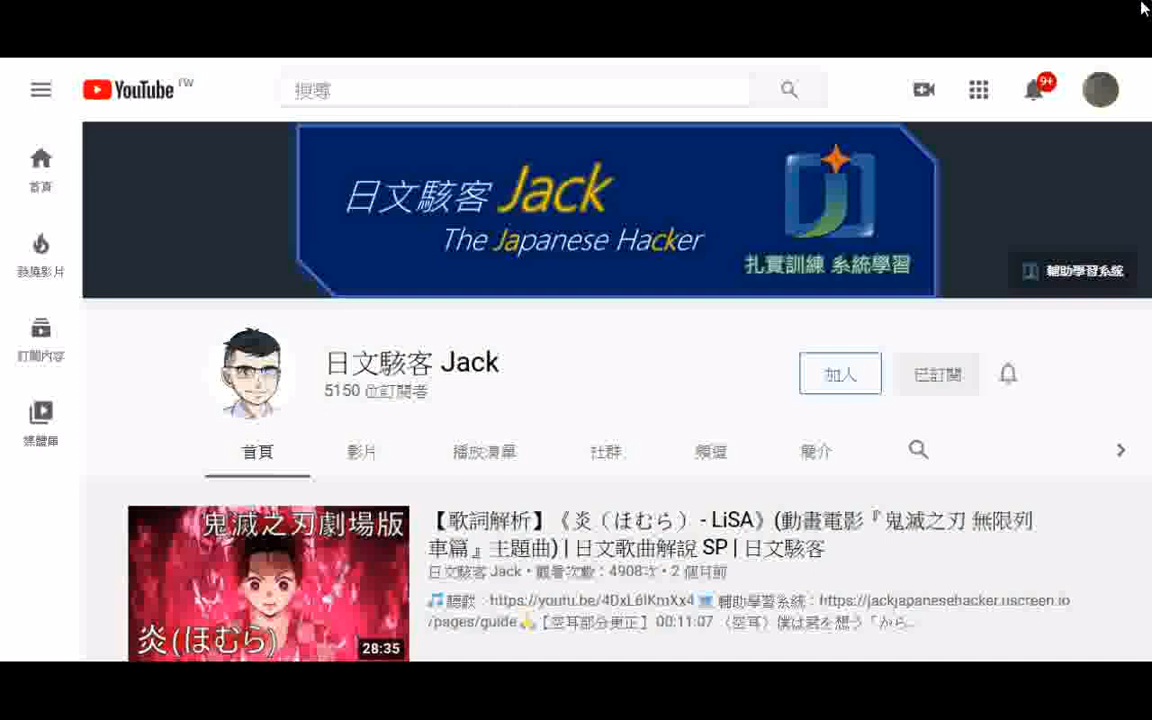 YouTube TW
搜尋
9+
首頁
發燒影片
訂閱內容
媒體庫
日文駭客 Jack
The Japanese Hacker
扎實訓練 系統學習
輔助學習系統
日文駭客 Jack
5150 位訂閱者
加入
已訂閱
首頁 影片 播放清單 社群 頻道 簡介
鬼滅之刃劇場版
炎(ほむら)
28:35
【歌詞解析】《炎（ほむら）- LiSA》(動畫電影『鬼滅之刃 無限列
車篇』主題曲) | 日文歌曲解說 SP | 日文駭客
日文駭客 Jack・觀看次數：4908次・2 個月前
🎵聽歌：https://youtu.be/4DxL6IKmXx4 💻輔助學習系統：https://jackjapanesehacker.uscreen.io
/pages/guide 【空耳部分更正】00:11:07 （空耳）僕は君を想う「から...